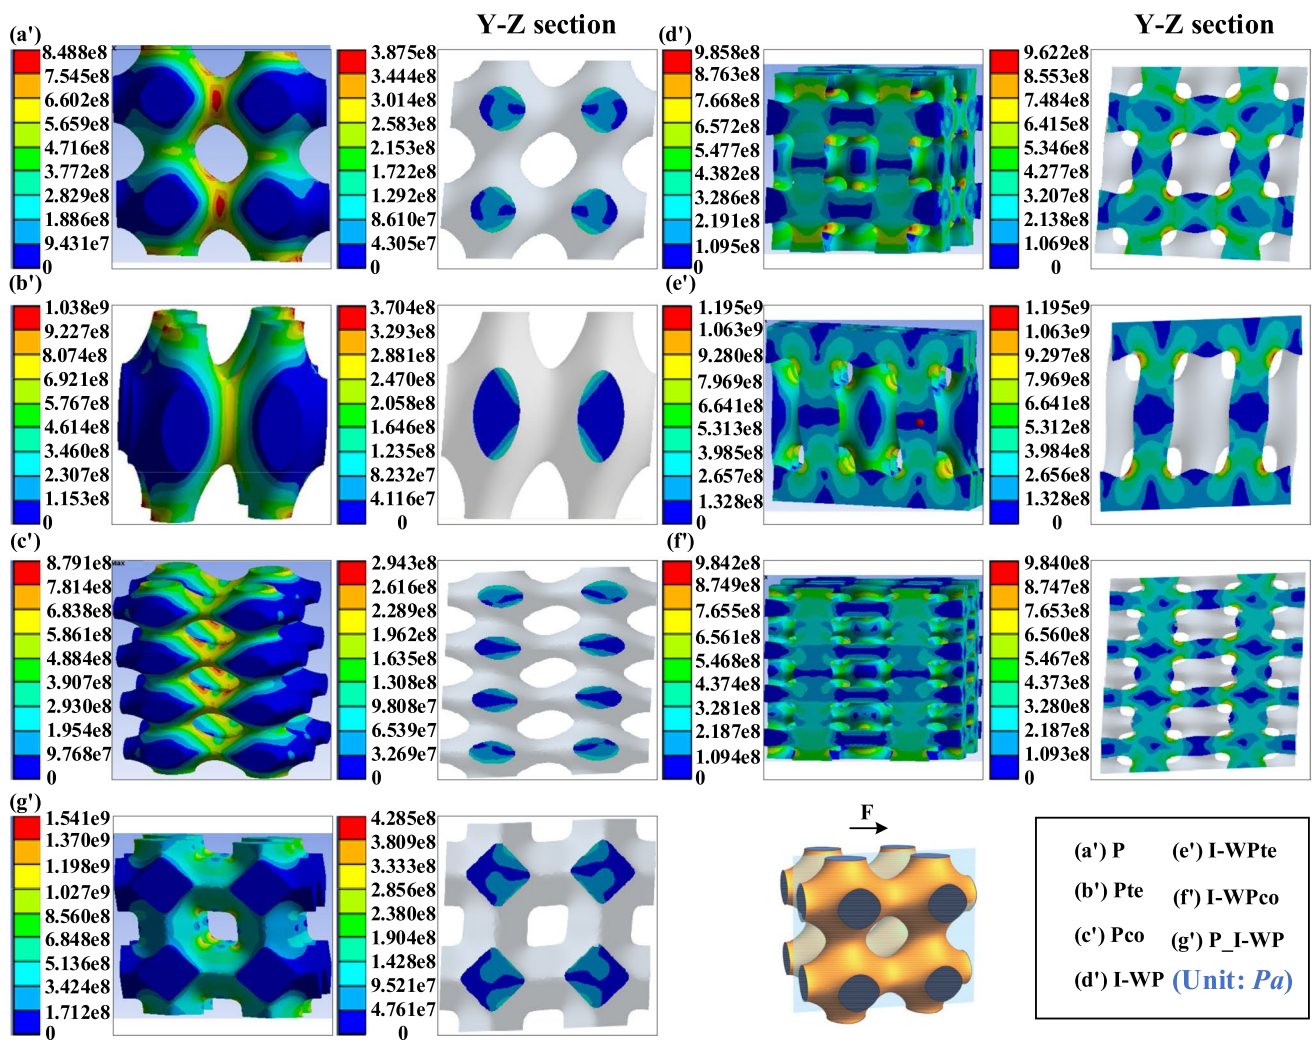 Y-Z section
Y-Z section
(a')
8.488e8
7.545e8
6.602e8
5.659e8
4.716e8
3.772e8
2.829e8
1.886e8
9.431e7
0
3.875e8
3.444e8
3.014e8
2.583e8
2.153e8
1.722e8
1.292e8
8.610e7
4.305e7
0
(d')
9.858e8
8.763e8
7.668e8
6.572e8
5.477e8
4.382e8
3.286e8
2.191e8
1.095e8
0
9.622e8
8.553e8
7.484e8
6.415e8
5.346e8
4.277e8
3.207e8
2.138e8
1.069e8
0
(b')
1.038e9
9.227e8
8.074e8
6.921e8
5.767e8
4.614e8
3.460e8
2.307e8
1.153e8
0
3.704e8
3.293e8
2.881e8
2.470e8
2.058e8
1.646e8
1.235e8
8.232e7
4.116e7
0
(e')
1.195e9
1.063e9
9.280e8
7.969e8
6.641e8
5.313e8
3.985e8
2.657e8
1.328e8
0
1.195e9
1.063e9
9.297e8
7.969e8
6.641e8
5.312e8
3.984e8
2.656e8
1.328e8
0
(c')
8.791e8
7.814e8
6.838e8
5.861e8
4.884e8
3.907e8
2.930e8
1.954e8
9.768e7
0
Max
2.943e8
2.616e8
2.289e8
1.962e8
1.635e8
1.308e8
9.808e7
6.539e7
3.269e7
0
(f')
9.842e8
8.749e8
7.655e8
6.561e8
5.468e8
4.374e8
3.281e8
2.187e8
1.094e8
0
9.840e8
8.747e8
7.653e8
6.560e8
5.467e8
4.373e8
3.280e8
2.187e8
1.093e8
0
(g')
1.541e9
1.370e9
1.198e9
1.027e9
8.560e8
6.848e8
5.136e8
3.424e8
1.712e8
0
4.285e8
3.809e8
3.333e8
2.856e8
2.380e8
1.904e8
1.428e8
9.521e7
4.761e7
0
F
(a') P (e') I-WPte
(b') Pte (f') I-WPco
(c') Pco (g') P_I-WP
(d') I-WP (Unit: Pa)